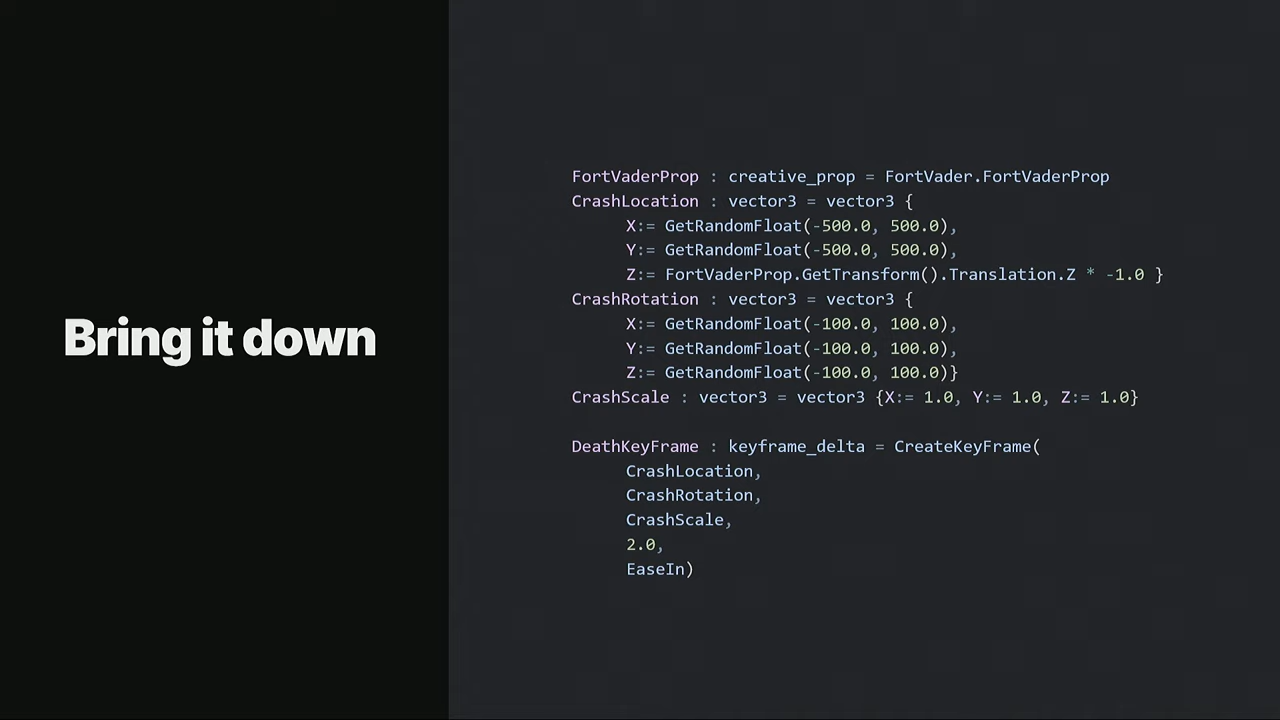 Bring it down
FortVaderProp : creative_prop = FortVader.FortVaderProp
CrashLocation : vector3 = vector3 {
X:= GetRandomFloat(-500.0, 500.0),
Y:= GetRandomFloat(-500.0, 500.0),
Z:= FortVaderProp.GetTransform().Translation.Z * -1.0 }
CrashRotation : vector3 = vector3 {
X:= GetRandomFloat(-100.0, 100.0),
Y:= GetRandomFloat(-100.0, 100.0),
Z:= GetRandomFloat(-100.0, 100.0)}
CrashScale : vector3 = vector3 {X:= 1.0, Y:= 1.0, Z:= 1.0}
DeathKeyFrame : keyframe_delta = CreateKeyFrame(
CrashLocation,
CrashRotation,
CrashScale,
2.0,
EaseIn)